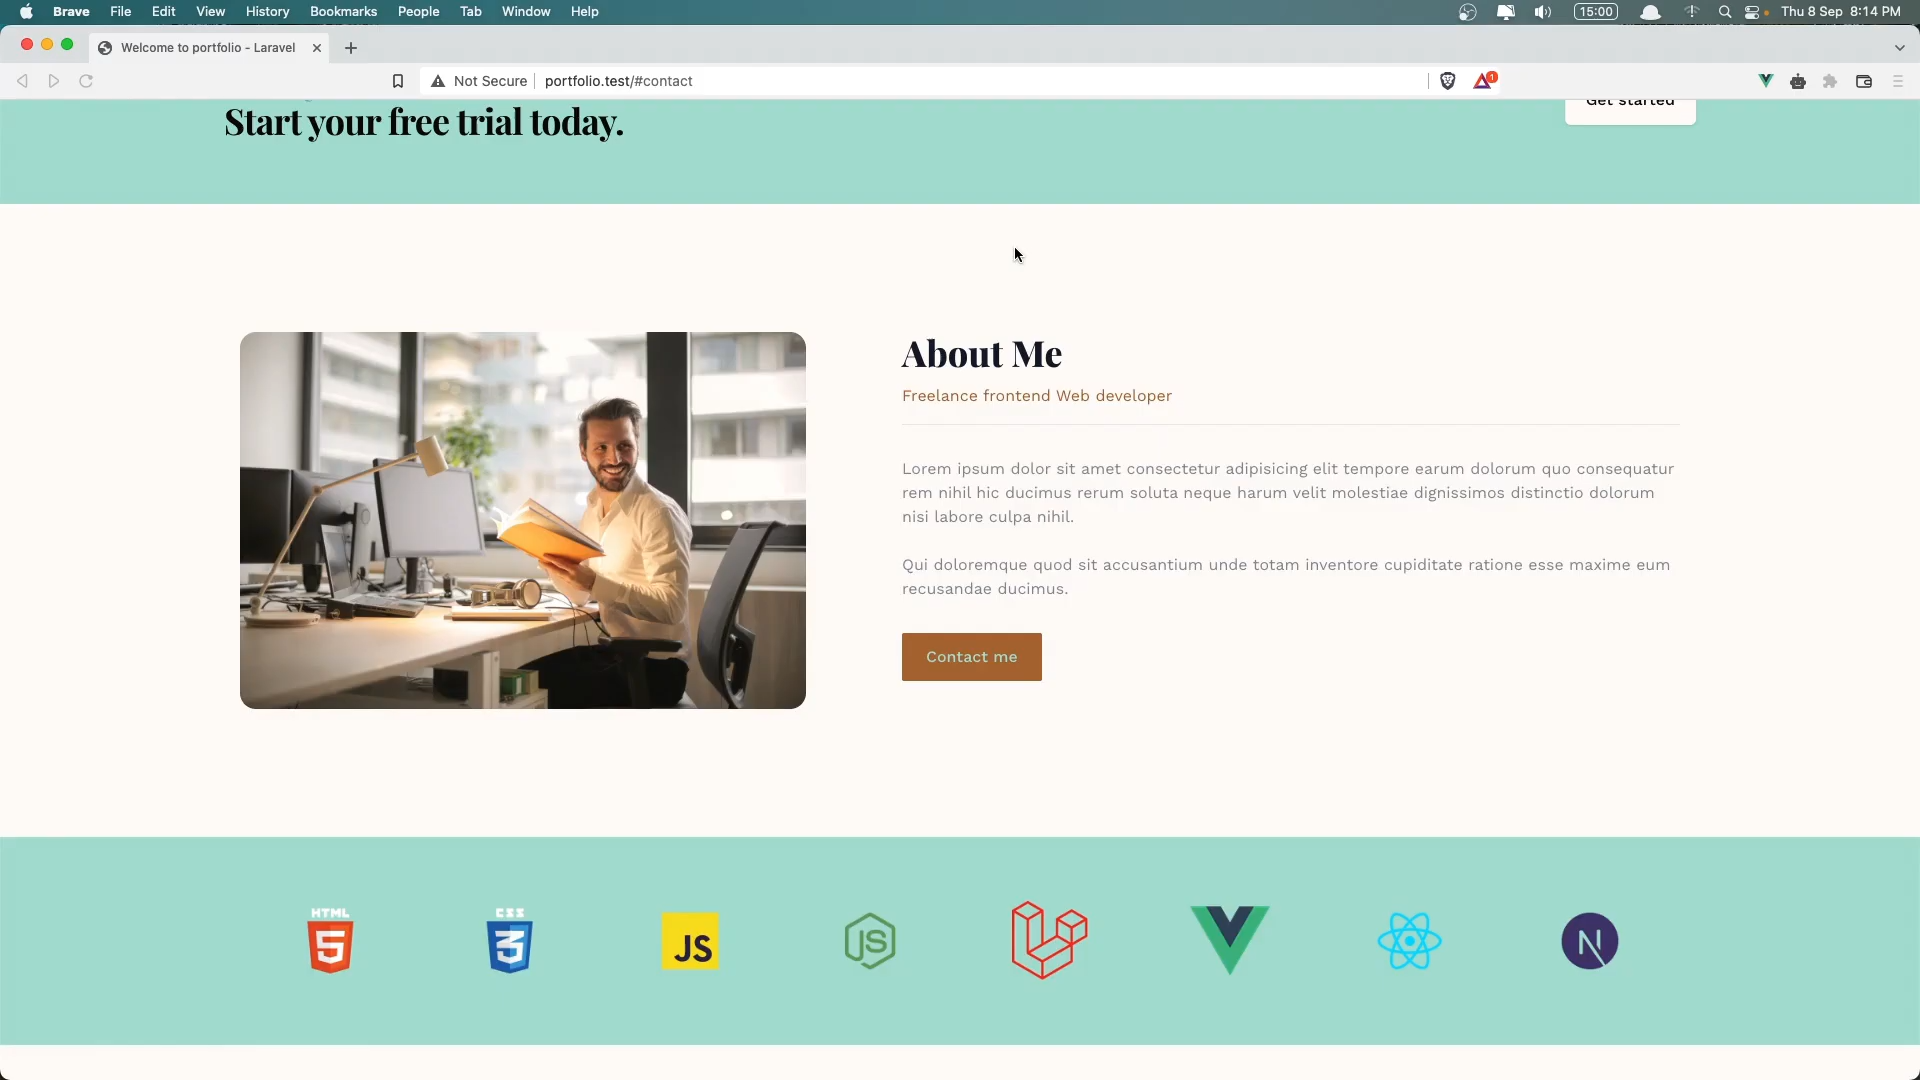 Brave File Edit View History Bookmarks People Tab Window Help 15:00 Thu 8 Sep 8:14 PM
Welcome to portfolio - Laravel
Not Secure portfolio.test/#contact 1
Get started
Start your free trial today.
About Me
Freelance frontend Web developer
Lorem ipsum dolor sit amet consectetur adipisicing elit tempore earum dolorum quo consequatur
rem nihil hic ducimus rerum soluta neque harum velit molestiae dignissimos distinctio dolorum
nisi labore culpa nihil.
Qui doloremque quod sit accusantium unde totam inventore cupiditate ratione esse maxime eum
recusandae ducimus.
Contact me
HTML CSS
5 3 JS JS N